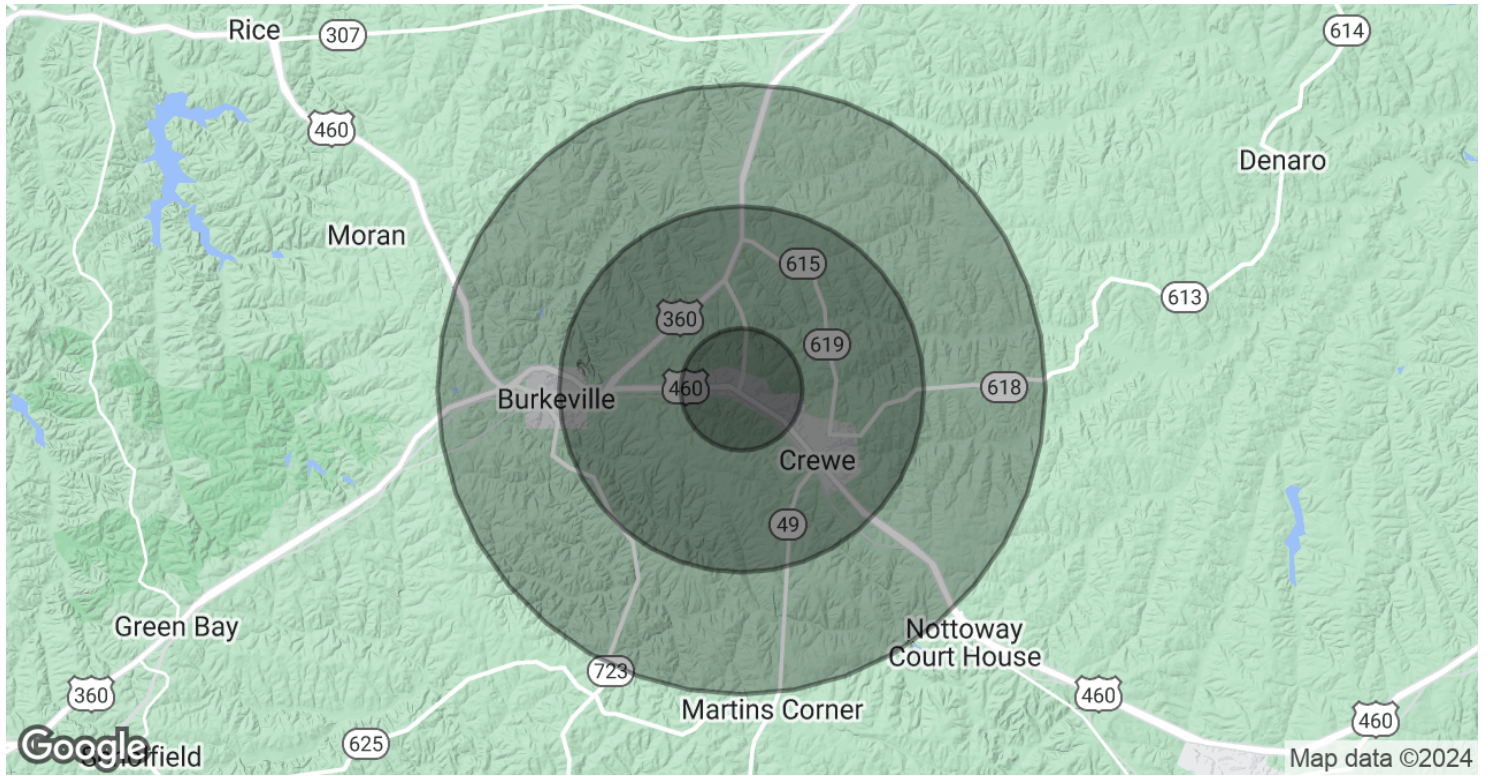 Rice
307
614
460
Denaro
Moran
615
613
360
619
460
618
Burkeville
Crewe
49
Green Bay
Nottoway
Court House
723
360
460
Martins Corner
460
625
Google
Map data ©2024